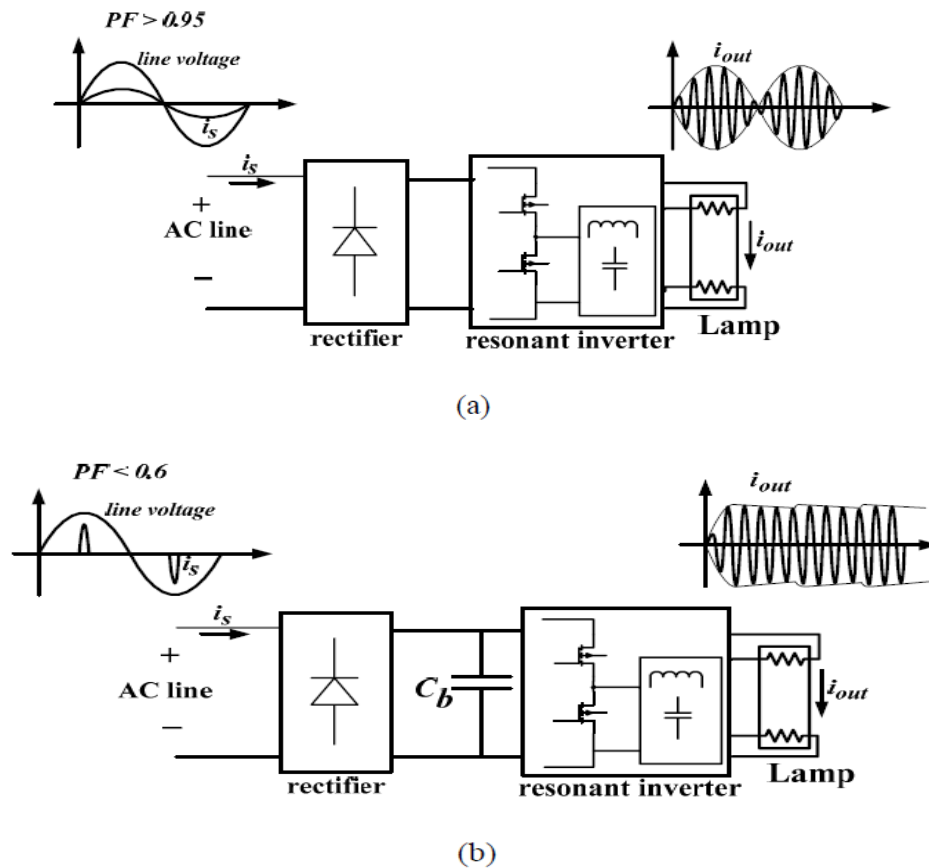 PF > 0.95
line voltage
i_s
i_out
i_s
+
AC line
−
i_out
Lamp
rectifier
resonant inverter
(a)
PF < 0.6
line voltage
i_s
i_out
i_s
+
AC line
−
C_b
i_out
Lamp
rectifier
resonant inverter
(b)